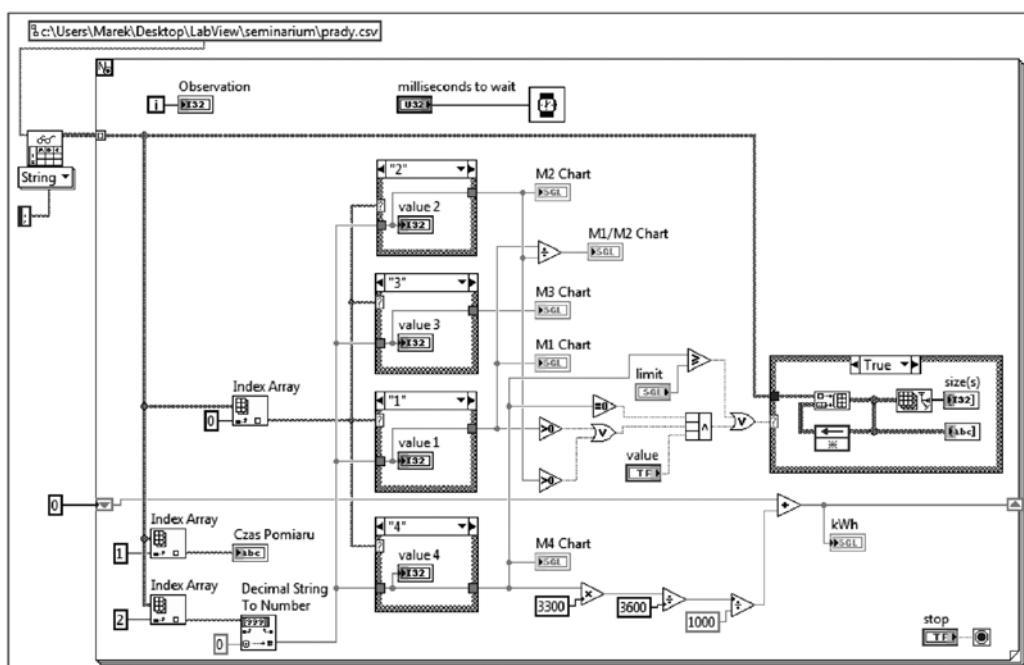 c:\Users\Marek\Desktop\LabView\seminarium\prady.csv
N
Observation
milliseconds to wait
i
I32
U32
String
;
"2"
value 2
I32
M2 Chart
SGL
M1/M2 Chart
÷
SGL
"3"
value 3
I32
M3 Chart
SGL
M1 Chart
SGL
Index Array
0
"1"
value 1
I32
limit
SGL
≥
=0
>0
V
>0
∧
V
value
TF
True
size(s)
I32
abc
0
+
kWh
SGL
Index Array
1
Czas Pomiaru
abc
Index Array
2
Decimal String
To Number
0
"4"
value 4
I32
M4 Chart
SGL
3300
×
3600
÷
1000
÷
stop
TF